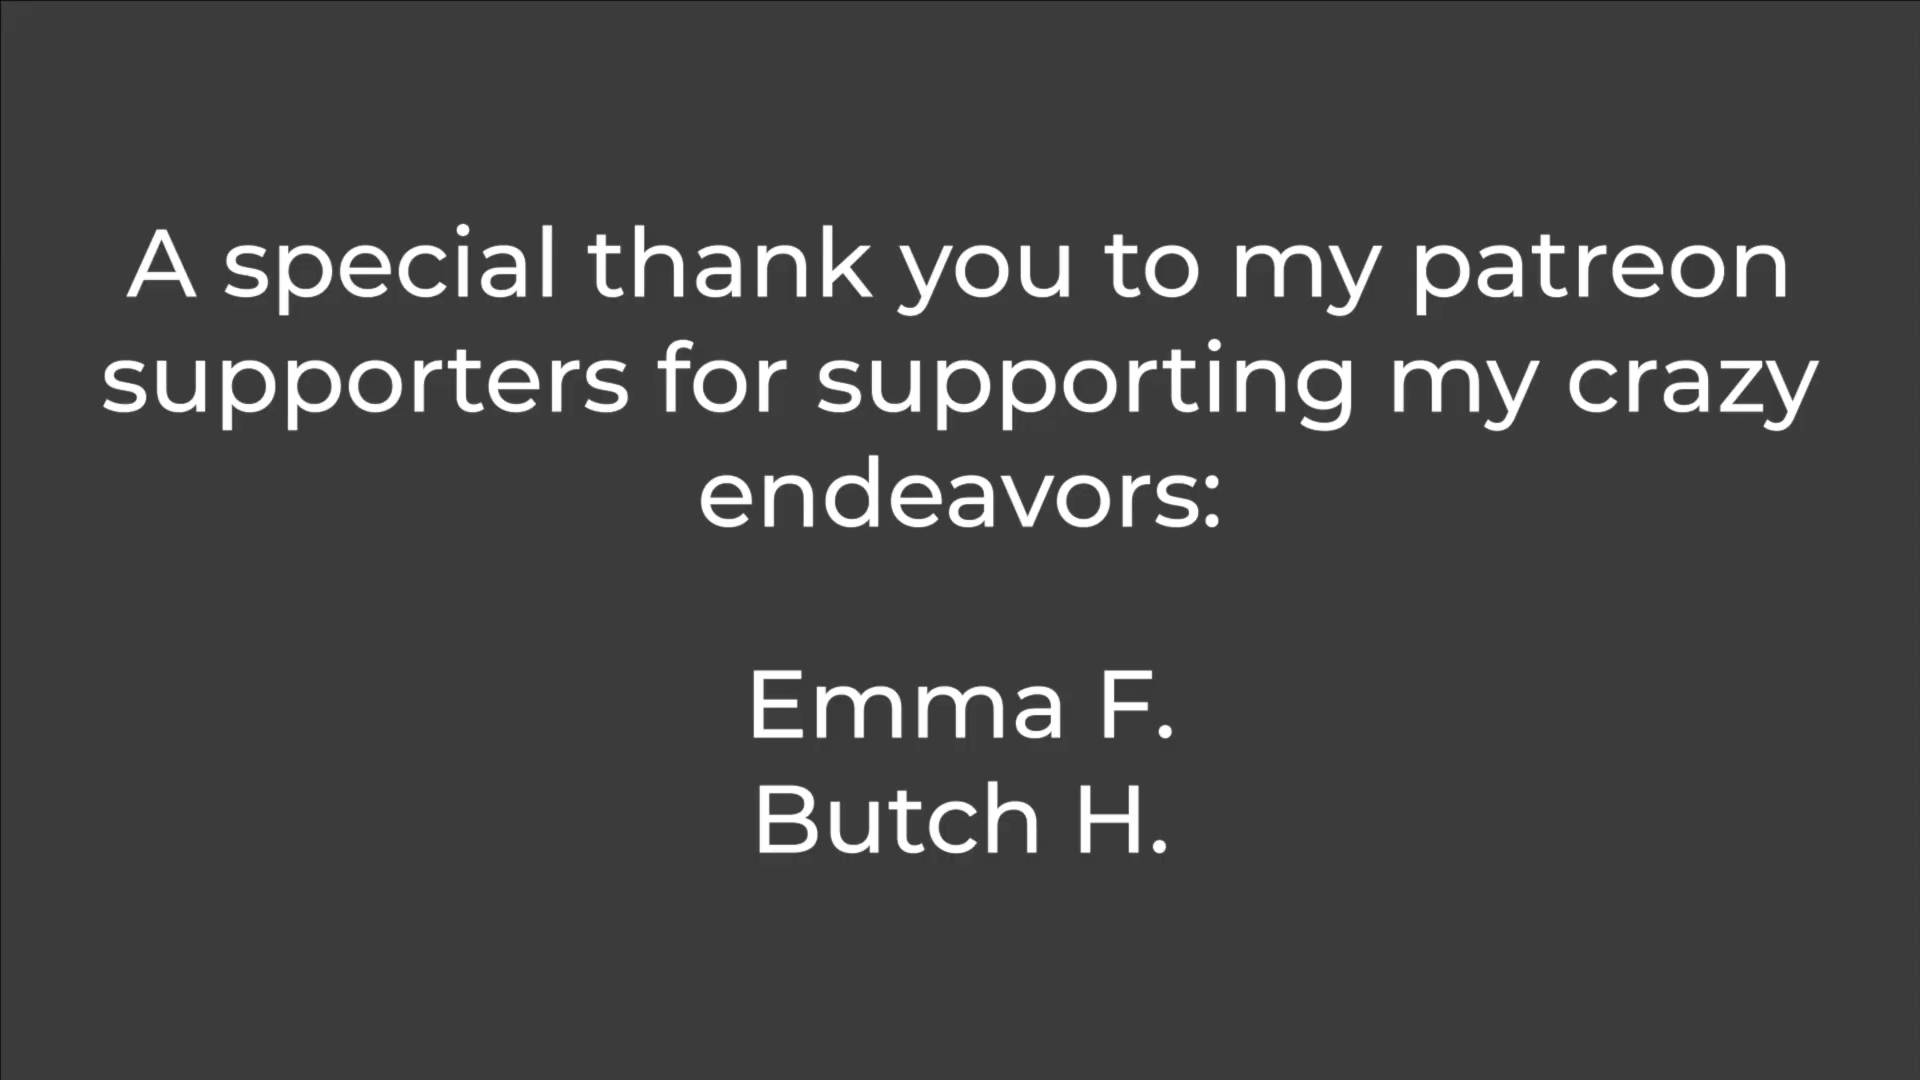 A special thank you to my patreon
supporters for supporting my crazy
endeavors:
Emma F.
Butch H.